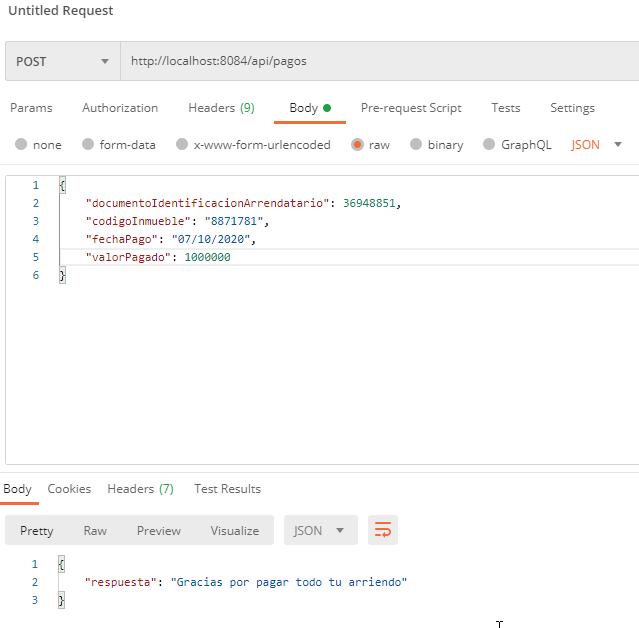 Untitled Request
POST http://localhost:8084/api/pagos
Params Authorization Headers (9) Body Pre-request Script Tests Settings
none form-data x-www-form-urlencoded raw binary GraphQL JSON
1 {
2 "documentoIdentificacionArrendatario": 36948851,
3 "codigoInmueble": "8871781",
4 "fechaPago": "07/10/2020",
5 "valorPagado": 1000000
6 }
Body Cookies Headers (7) Test Results
Pretty Raw Preview Visualize JSON
1 {
2 "respuesta": "Gracias por pagar todo tu arriendo"
3 }